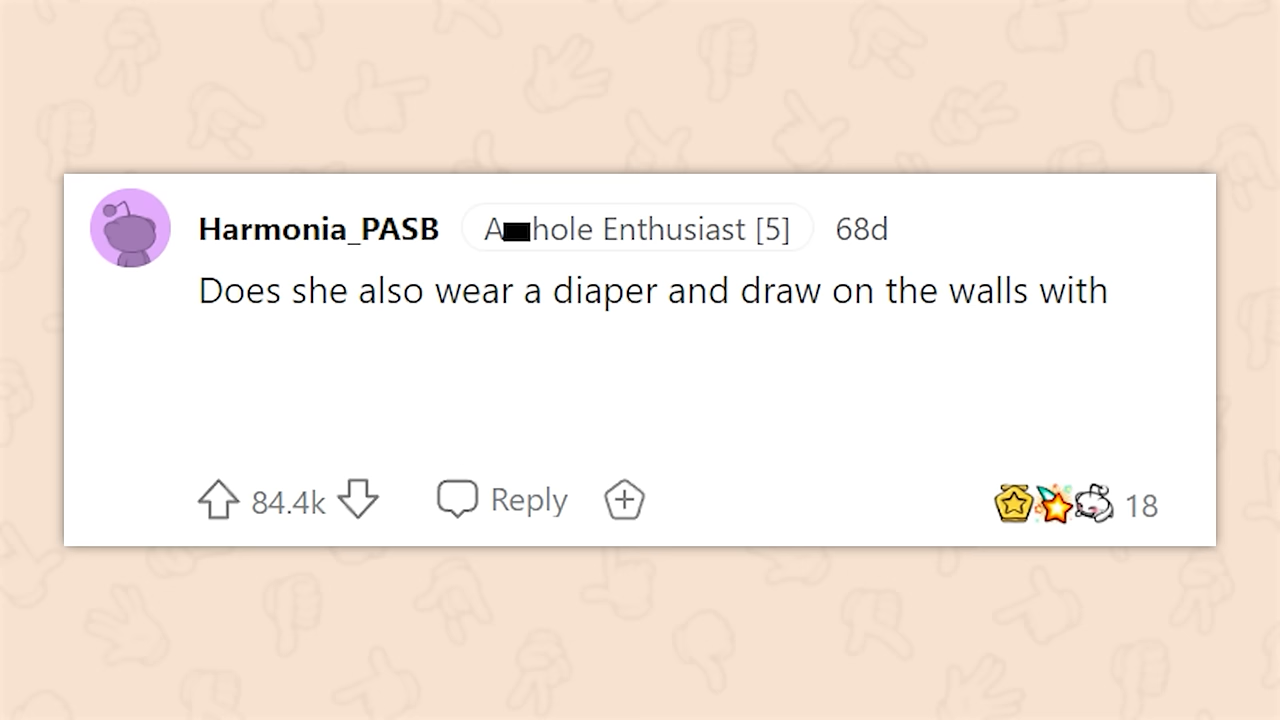 Harmonia_PASB A hole Enthusiast [5] 68d
Does she also wear a diaper and draw on the walls with
84.4k Reply 18